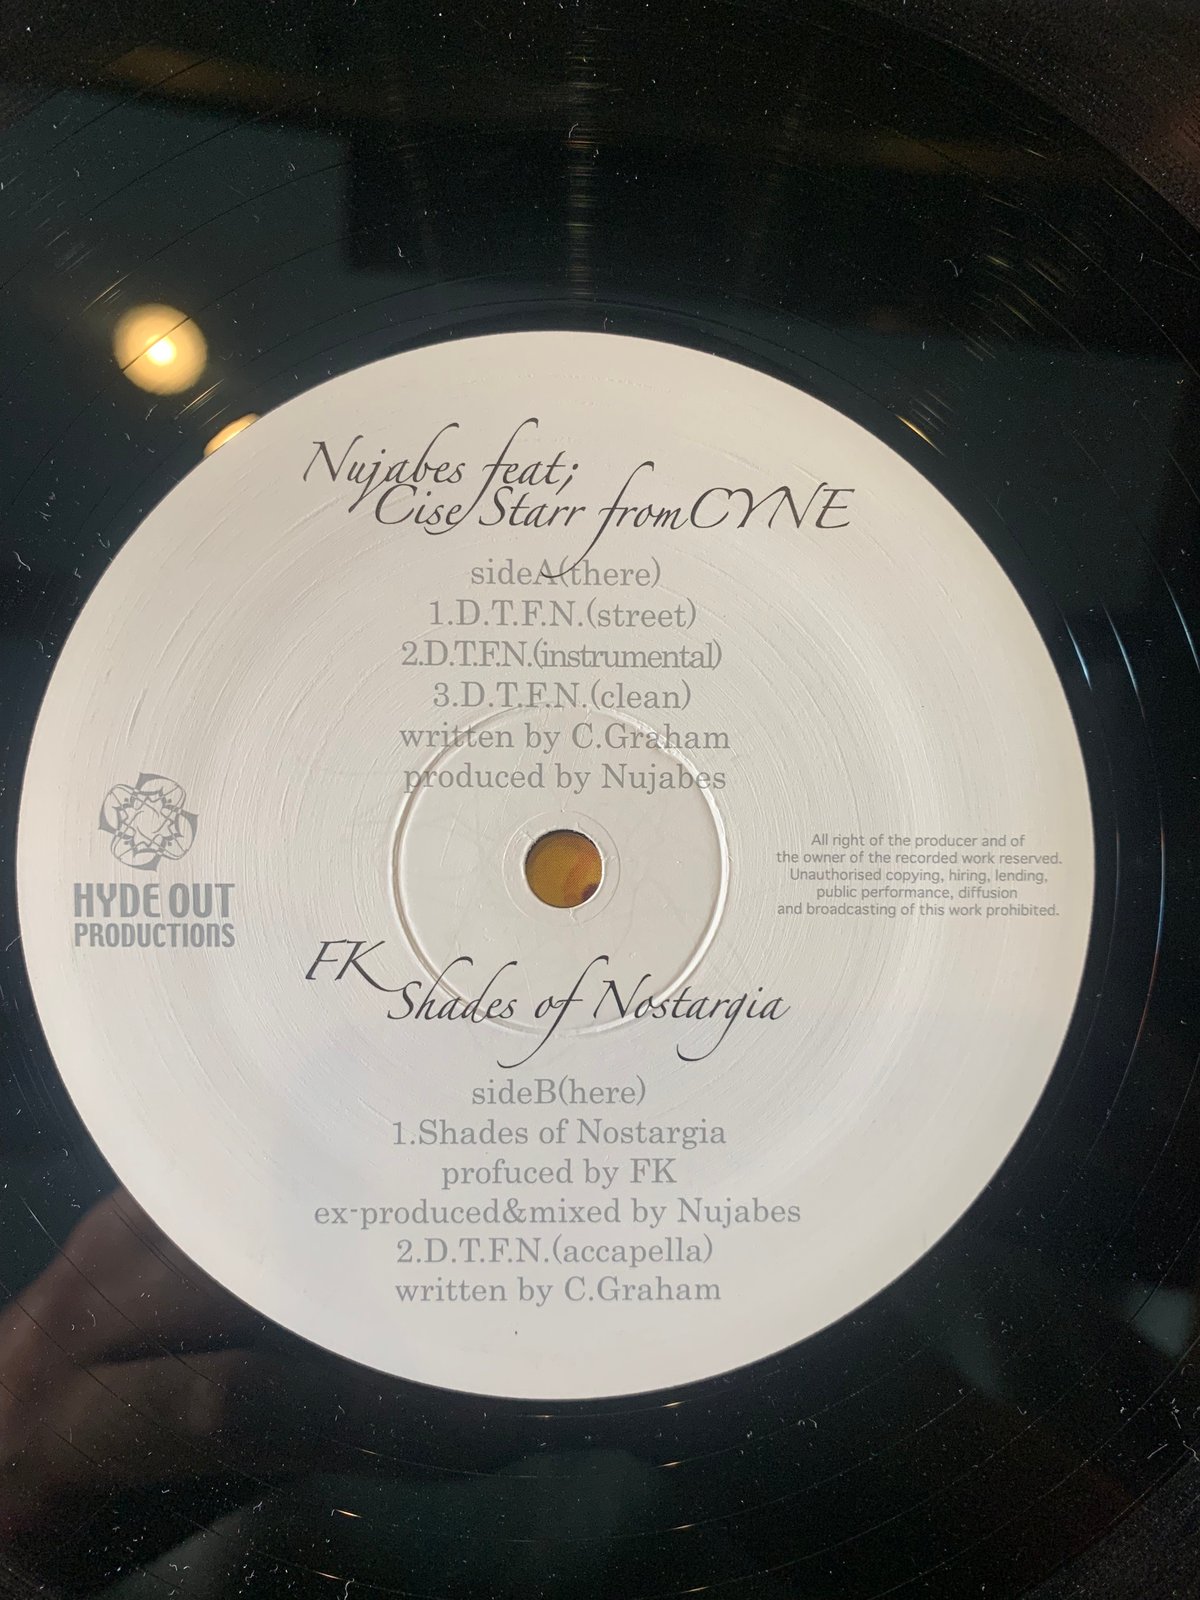 Nujabes feat;
Cise Starr from CYNE
sideA(there)
1.D.T.F.N.(street)
2.D.T.F.N.(instrumental)
3.D.T.F.N.(clean)
written by C.Graham
produced by Nujabes
HYDE OUT
PRODUCTIONS
All right of the producer and of
the owner of the recorded work reserved.
Unauthorised copying, hiring, lending,
public performance, diffusion
and broadcasting of this work prohibited.
FK
Shades of Nostargia
sideB(here)
1.Shades of Nostargia
profuced by FK
ex-produced&mixed by Nujabes
2.D.T.F.N.(accapella)
written by C.Graham